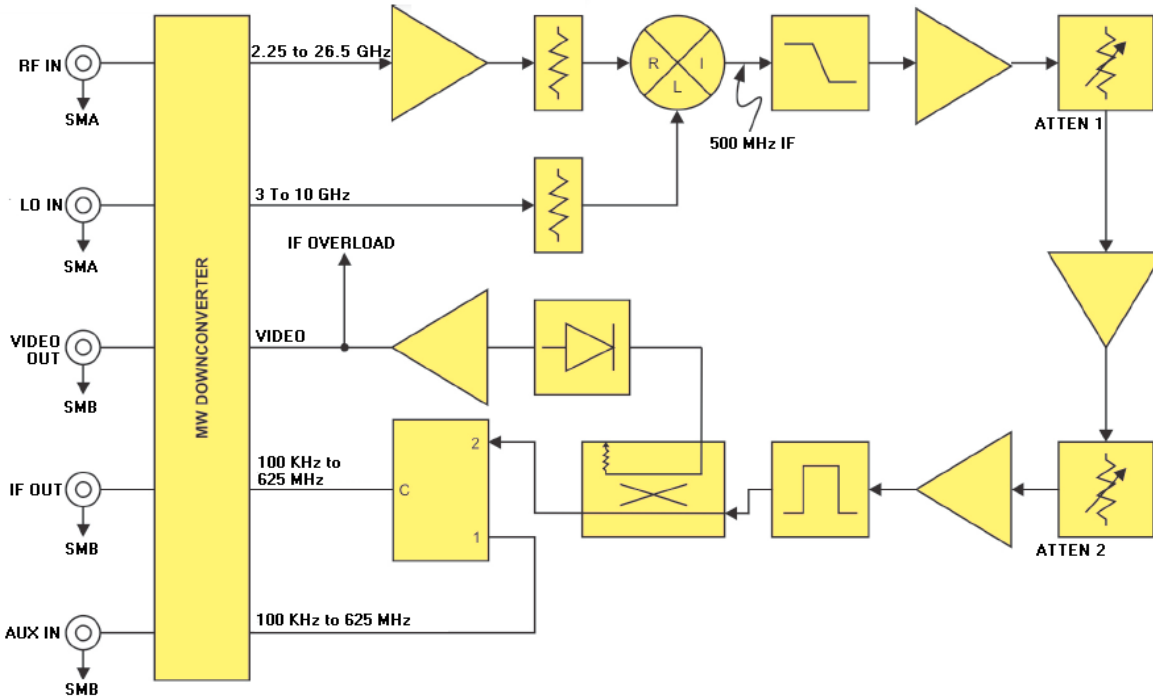 RF IN
SMA
2.25 to 26.5 GHz
R
I
L
500 MHz IF
ATTEN 1
LO IN
SMA
3 To 10 GHz
IF OVERLOAD
MW DOWNCONVERTER
VIDEO
OUT
SMB
VIDEO
IF OUT
SMB
100 KHz to
625 MHz
C
2
1
ATTEN 2
AUX IN
SMB
100 KHz to 625 MHz